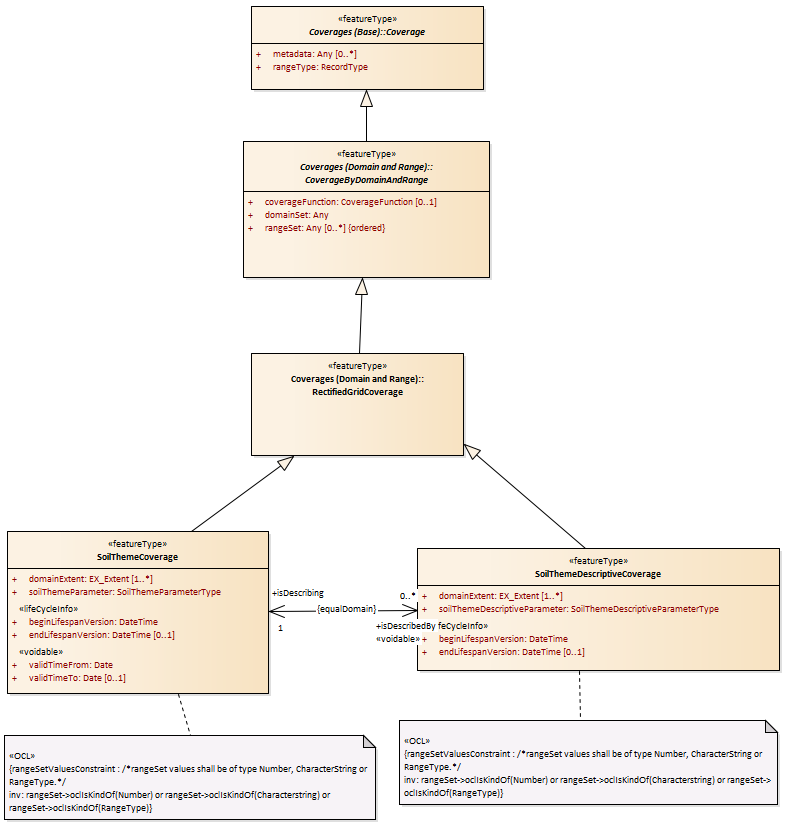 «featureType»
Coverages (Base)::Coverage
+ metadata: Any [0..*]
+ rangeType: RecordType
«featureType»
Coverages (Domain and Range)::
CoverageByDomainAndRange
+ coverageFunction: CoverageFunction [0..1]
+ domainSet: Any
+ rangeSet: Any [0..*] {ordered}
«featureType»
Coverages (Domain and Range)::
RectifiedGridCoverage
«featureType»
SoilThemeCoverage
+ domainExtent: EX_Extent [1..*]
+ soilThemeParameter: SoilThemeParameterType
«lifeCycleInfo»
+ beginLifespanVersion: DateTime
+ endLifespanVersion: DateTime [0..1]
«voidable»
+ validTimeFrom: Date
+ validTimeTo: Date [0..1]
+isDescribing
0..*
{equalDomain}
1
+isDescribedBy
«voidable»
«featureType»
SoilThemeDescriptiveCoverage
+ domainExtent: EX_Extent [1..*]
+ soilThemeDescriptiveParameter: SoilThemeDescriptiveParameterType
feCycleInfo»
+ beginLifespanVersion: DateTime
+ endLifespanVersion: DateTime [0..1]
«OCL»
{rangeSetValuesConstraint : /*rangeSet values shall be of type Number, CharacterString or
RangeType.*/
inv: rangeSet->oclIsKindOf(Number) or rangeSet->oclIsKindOf(Characterstring) or
rangeSet->oclIsKindOf(RangeType)}
«OCL»
{rangeSetValuesConstraint : /*rangeSet values shall be of type Number, CharacterString or
RangeType.*/
inv: rangeSet->oclIsKindOf(Number) or rangeSet->oclIsKindOf(Characterstring) or rangeSet->
oclIsKindOf(RangeType)}